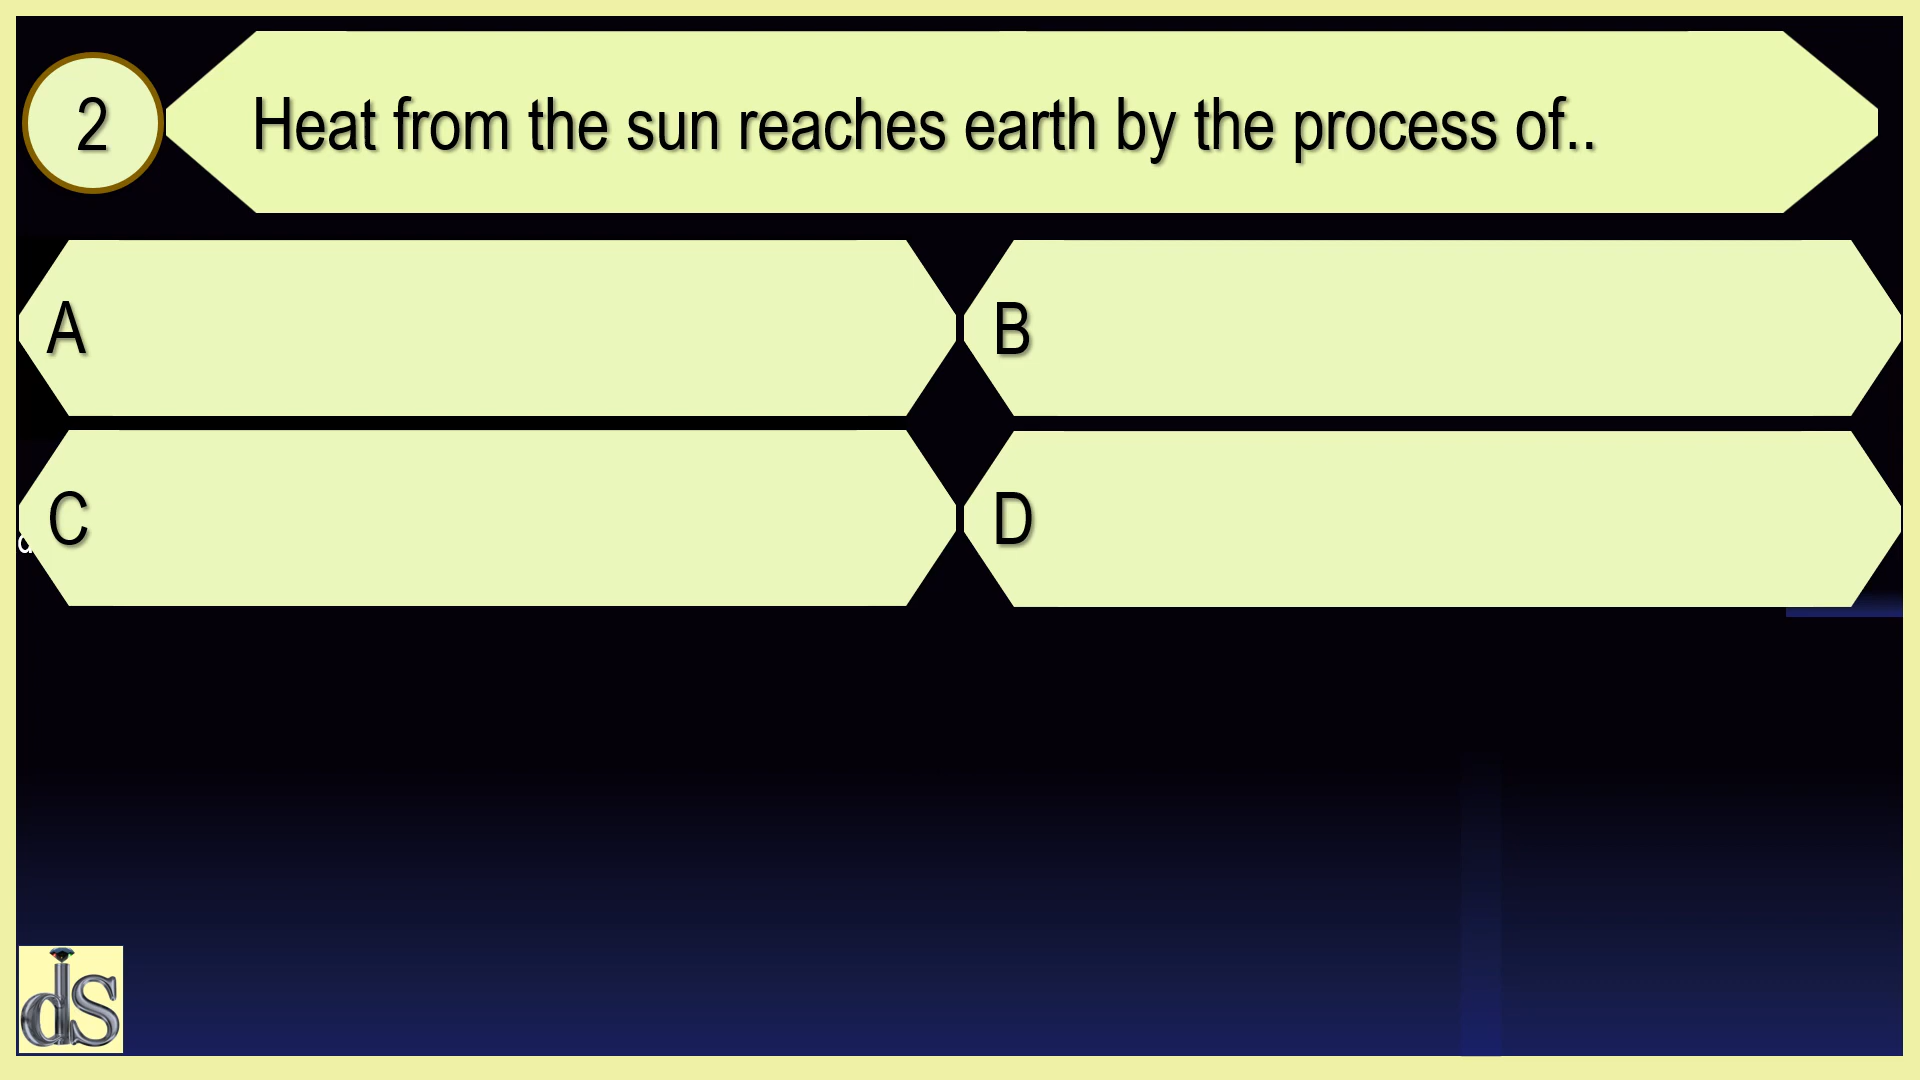 2
Heat from the sun reaches earth by the process of..
A
B
C
D
ds